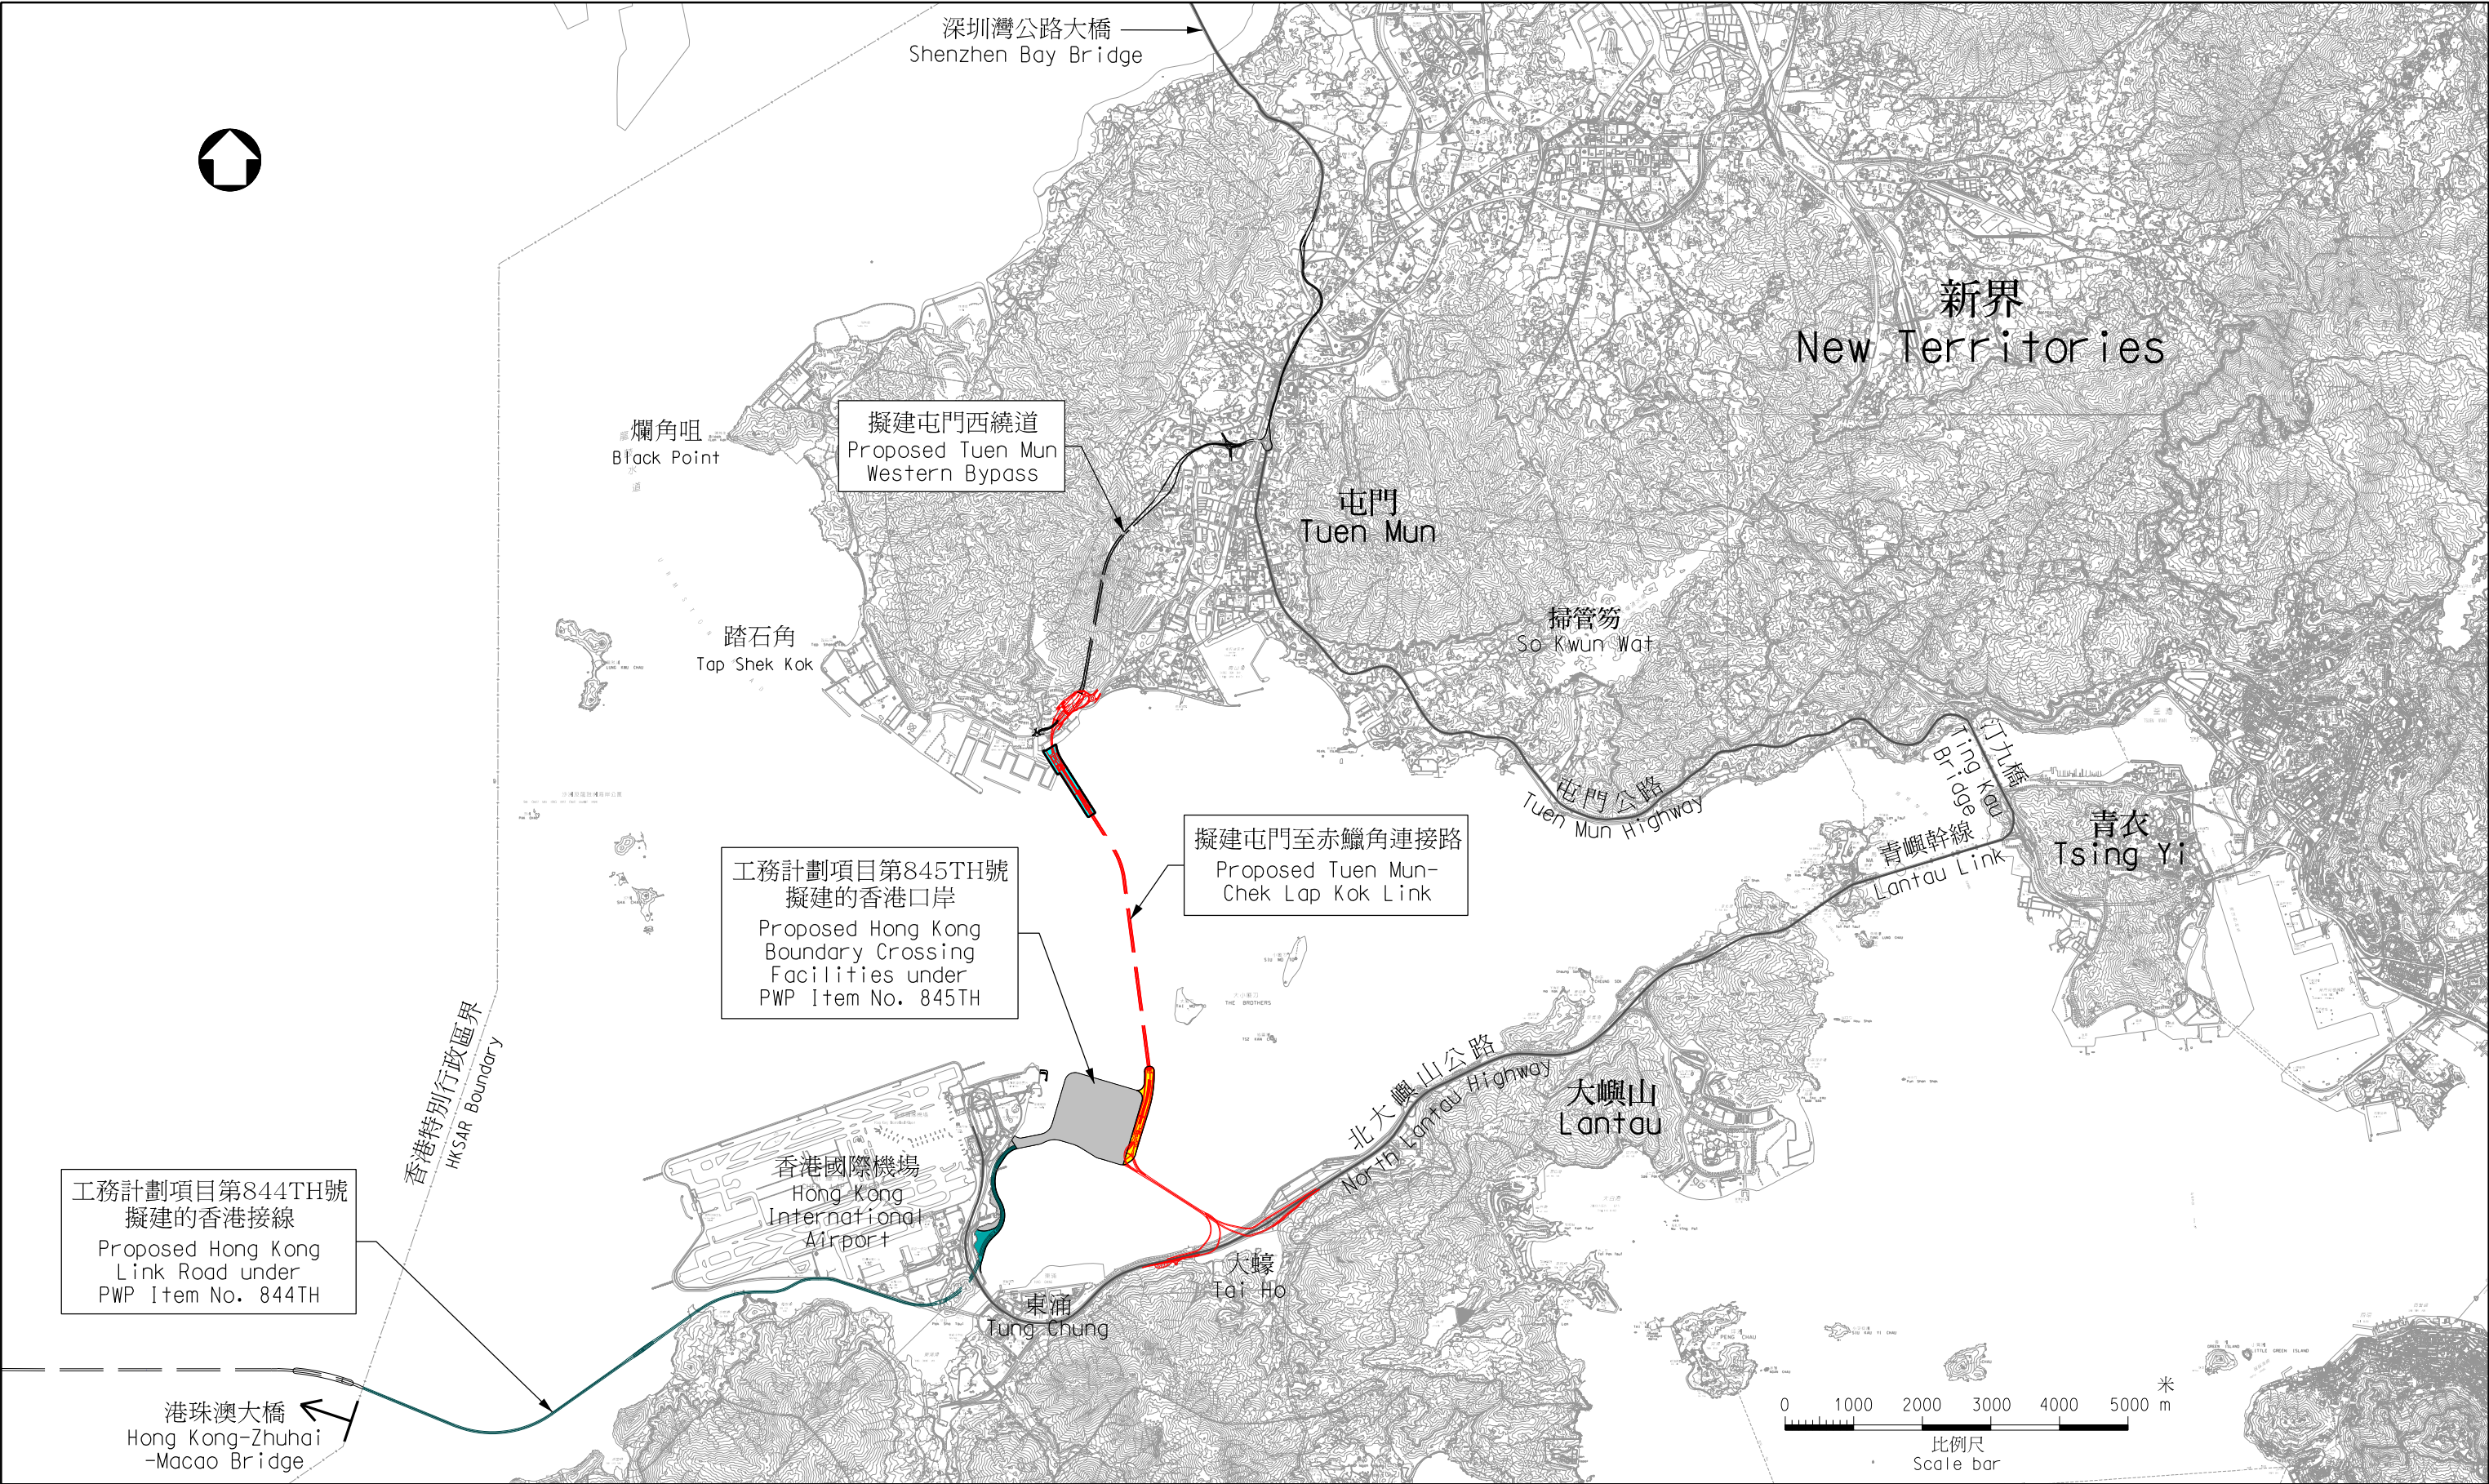 深圳灣公路大橋
Shenzhen Bay Bridge
新界
New Territories
爛角咀
Black Point
擬建屯門西繞道
Proposed Tuen Mun
Western Bypass
屯門
Tuen Mun
掃管笏
So Kwun Wat
踏石角
Tap Shek Kok
汀九橋
Ting Kau
Bridge
屯門公路
Tuen Mun Highway
青嶼幹線
Lantau Link
青衣
Tsing Yi
擬建屯門至赤鱲角連接路
Proposed Tuen Mun-
Chek Lap Kok Link
工務計劃項目第845TH號
擬建的香港口岸
Proposed Hong Kong
Boundary Crossing
Facilities under
PWP Item No. 845TH
THE BROTHERS
香港特別行政區界
HKSAR Boundary
北大嶼山公路
North Lantau Highway
大嶼山
Lantau
香港國際機場
Hong Kong
International
Airport
工務計劃項目第844TH號
擬建的香港接線
Proposed Hong Kong
Link Road under
PWP Item No. 844TH
大蠔
Tai Ho
東涌
Tung Chung
PENG CHAU
港珠澳大橋
Hong Kong-Zhuhai
-Macao Bridge
米
0 1000 2000 3000 4000 5000 m
比例尺
Scale bar